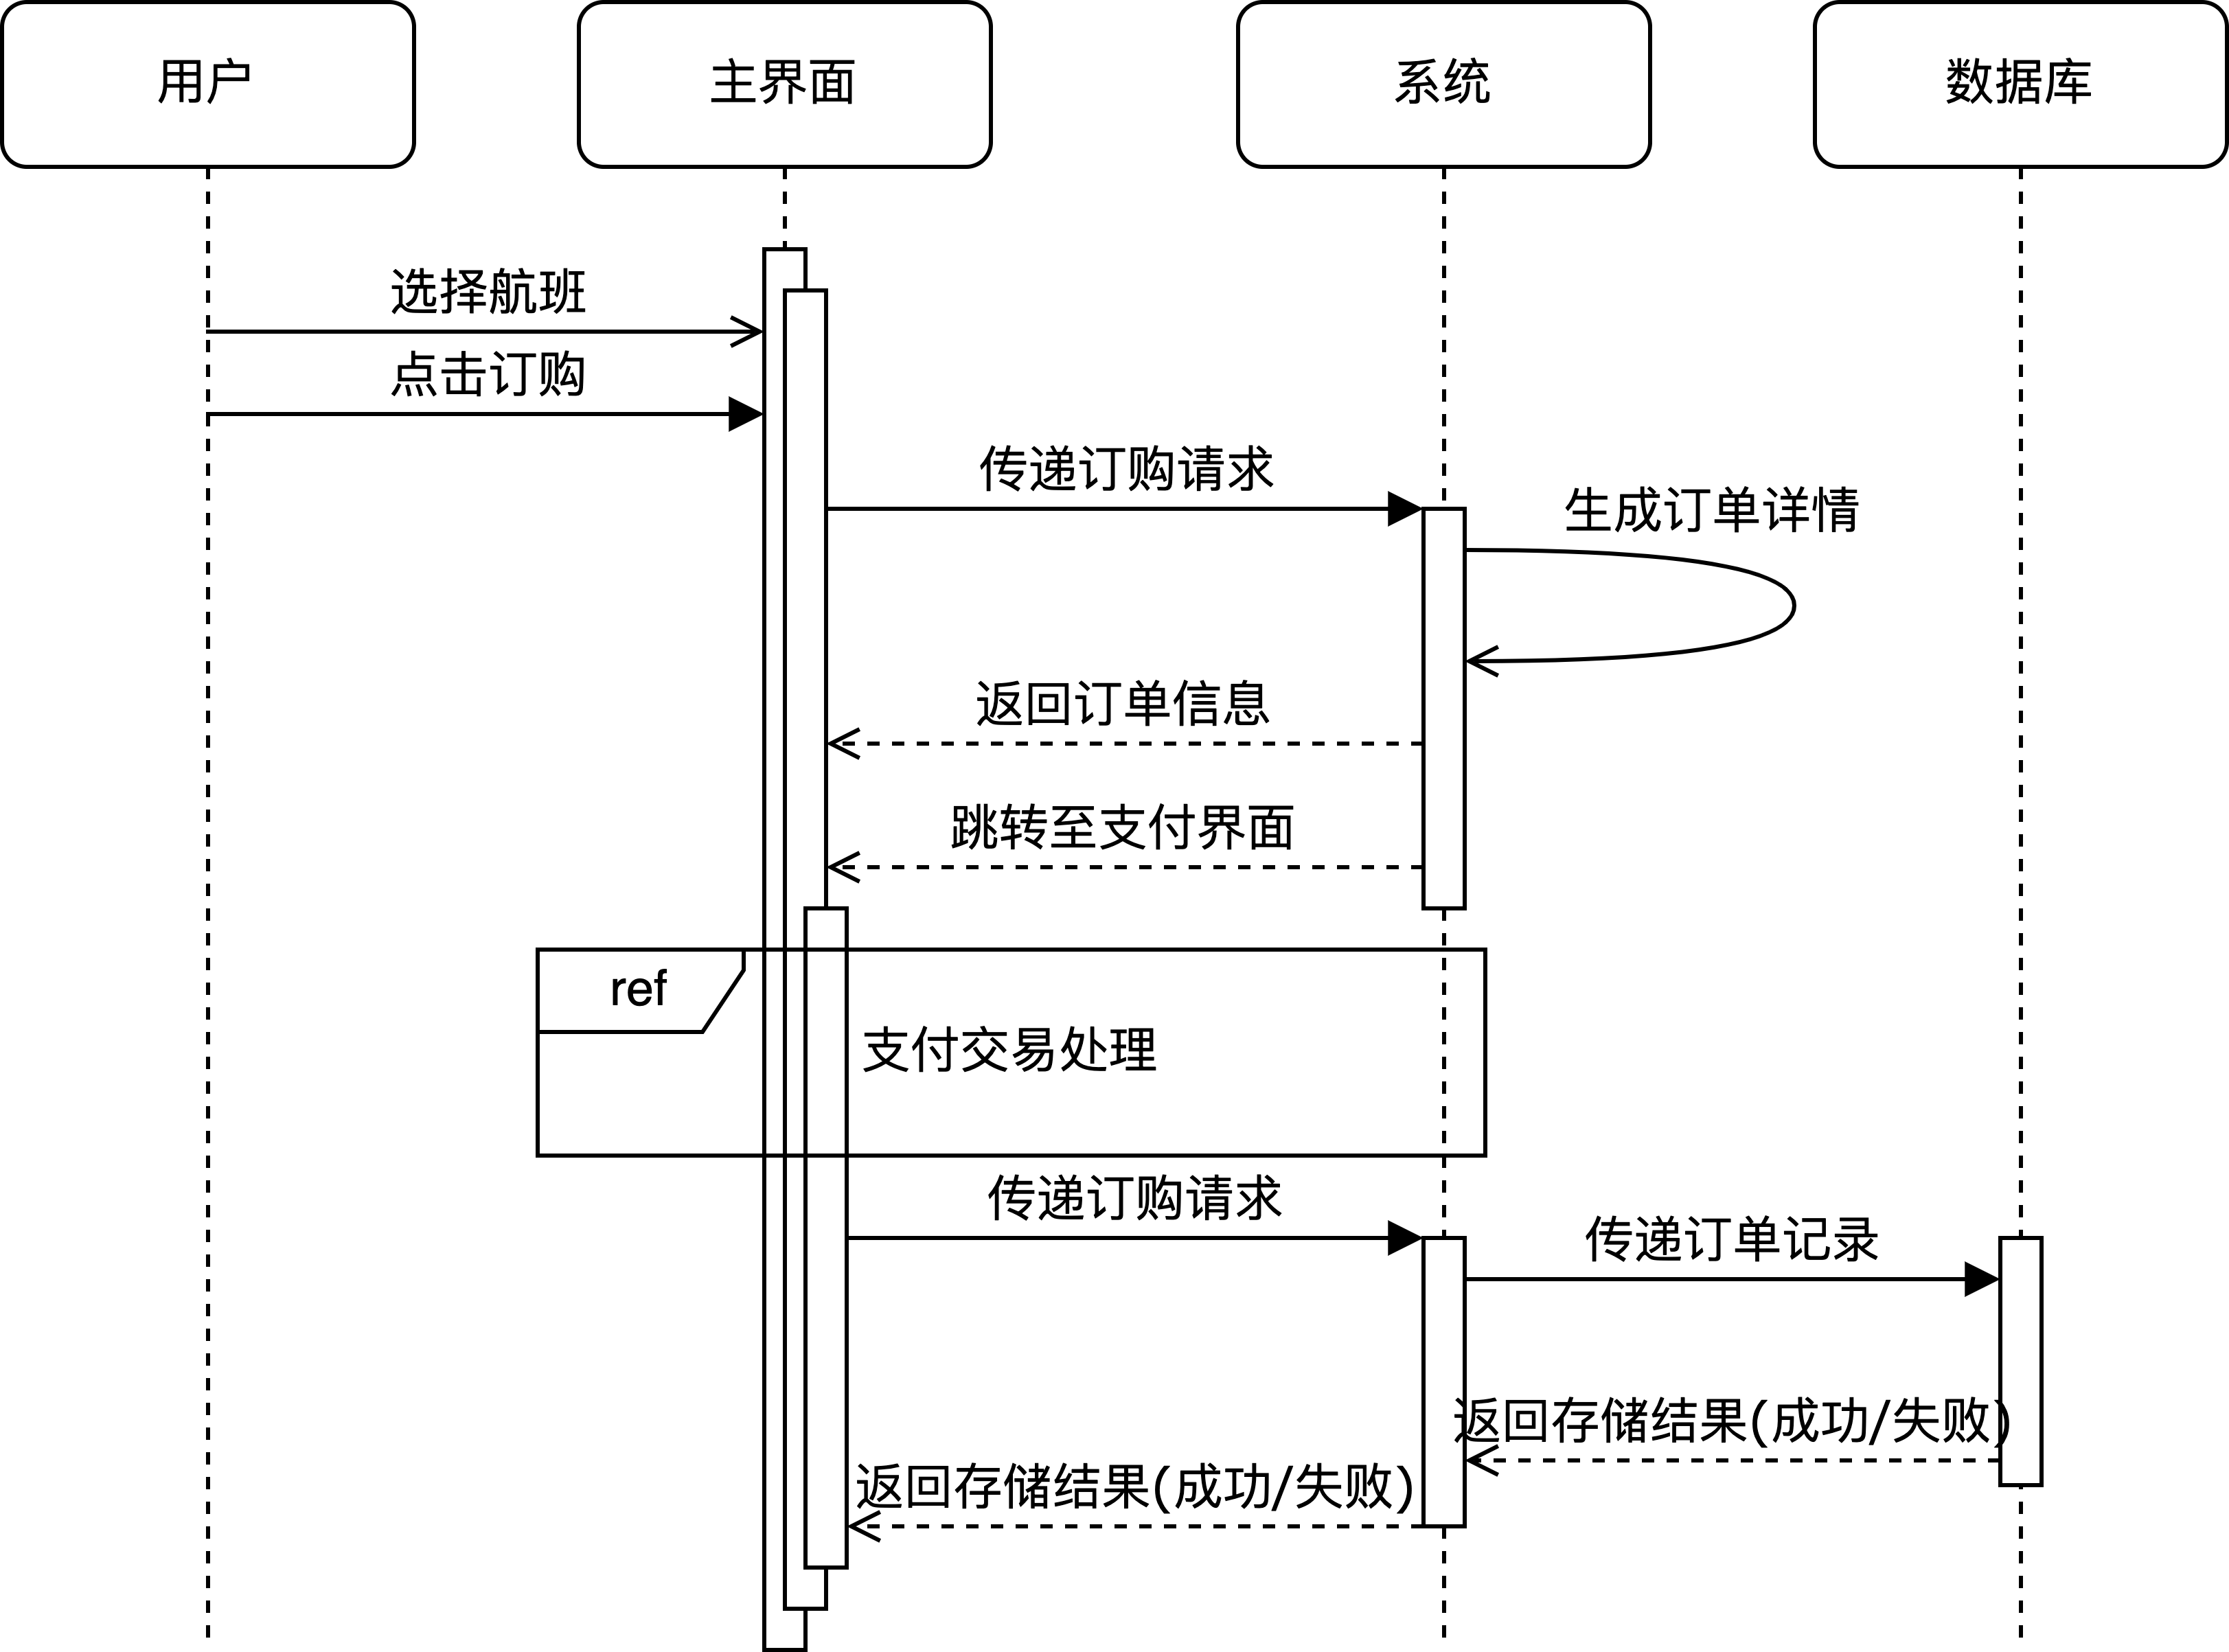 用户
主界面
系统
数据库
选择航班
点击订购
传递订购请求
生成订单详情
返回订单信息
跳转至支付界面
ref
支付交易处理
传递订购请求
传递订单记录
返回存储结果(成功/失败)
返回存储结果(成功/失败)